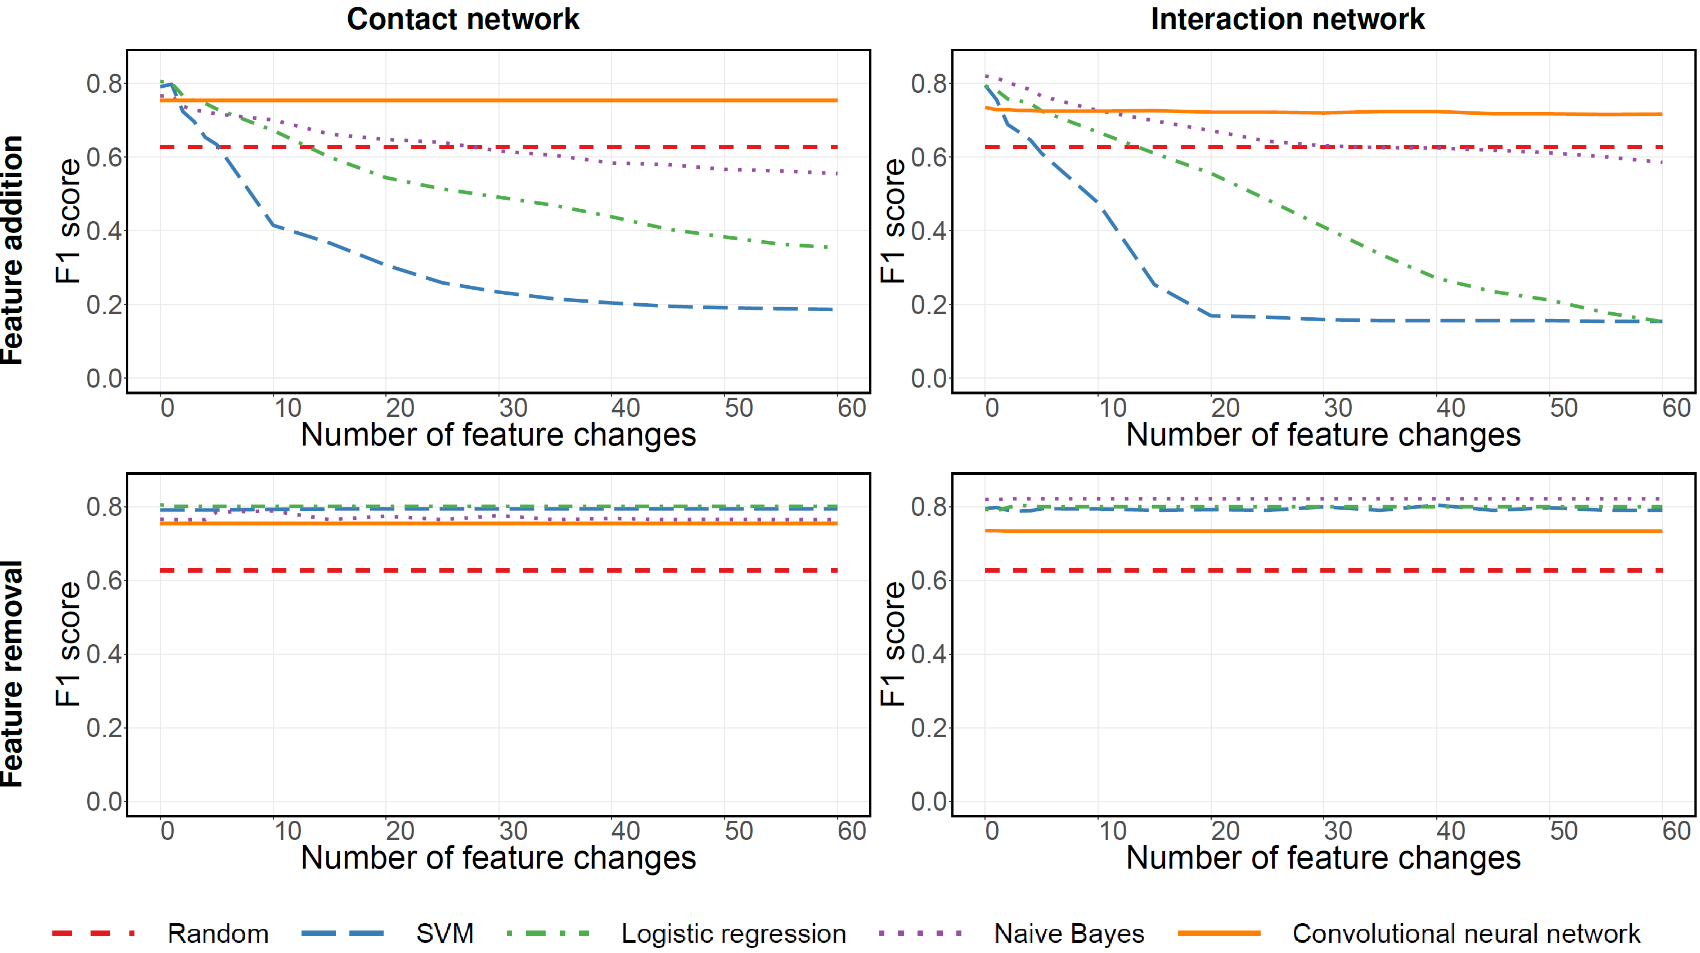 Contact network
Interaction network
Feature addition
F1 score
0.8
0.6
0.4
0.2
0.0
0 10 20 30 40 50 60
Number of feature changes
F1 score
0.8
0.6
0.4
0.2
0.0
0 10 20 30 40 50 60
Number of feature changes
Feature removal
F1 score
0.8
0.6
0.4
0.2
0.0
0 10 20 30 40 50 60
Number of feature changes
F1 score
0.8
0.6
0.4
0.2
0.0
0 10 20 30 40 50 60
Number of feature changes
Random SVM Logistic regression Naive Bayes Convolutional neural network